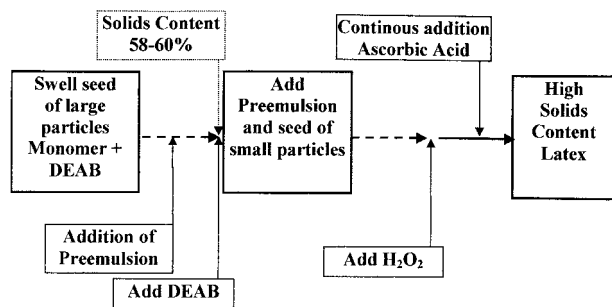 Solids Content
58-60%
Continous addition
Ascorbic Acid
Swell seed
of large
particles
Monomer +
DEAB
Add
Preemulsion
and seed of
small particles
High
Solids
Content
Latex
Addition of
Preemulsion
Add DEAB
Add H₂O₂